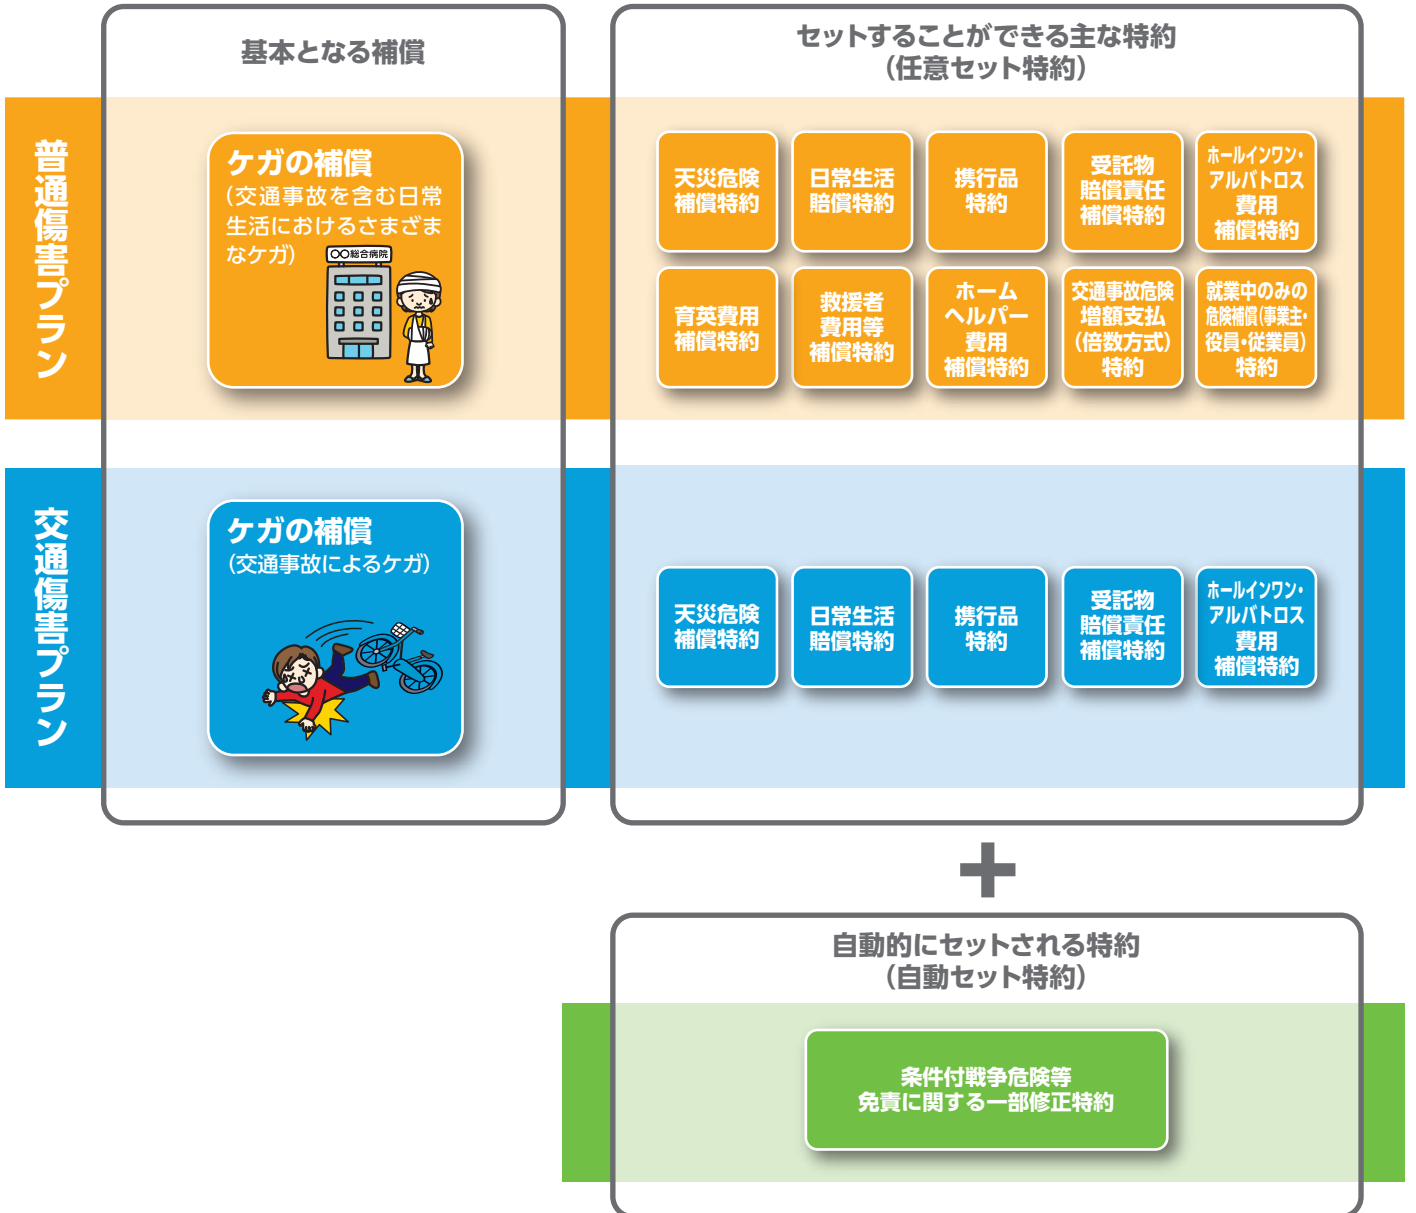 基本となる補償
セットすることができる主な特約
（任意セット特約）
普通傷害プラン
ケガの補償
（交通事故を含む日常
生活におけるさまざま
なケガ）
〇〇総合病院
天災危険
補償特約
日常生活
賠償特約
携行品
特約
受託物
賠償責任
補償特約
ホールインワン・
アルバトロス
費用
補償特約
育英費用
補償特約
救援者
費用等
補償特約
ホーム
ヘルパー
費用
補償特約
交通事故危険
増額支払
（倍数方式）
特約
就業中のみの
危険補償（事業主・
役員・従業員）
特約
交通傷害プラン
ケガの補償
（交通事故によるケガ）
天災危険
補償特約
日常生活
賠償特約
携行品
特約
受託物
賠償責任
補償特約
ホールインワン・
アルバトロス
費用
補償特約
+
自動的にセットされる特約
（自動セット特約）
条件付戦争危険等
免責に関する一部修正特約